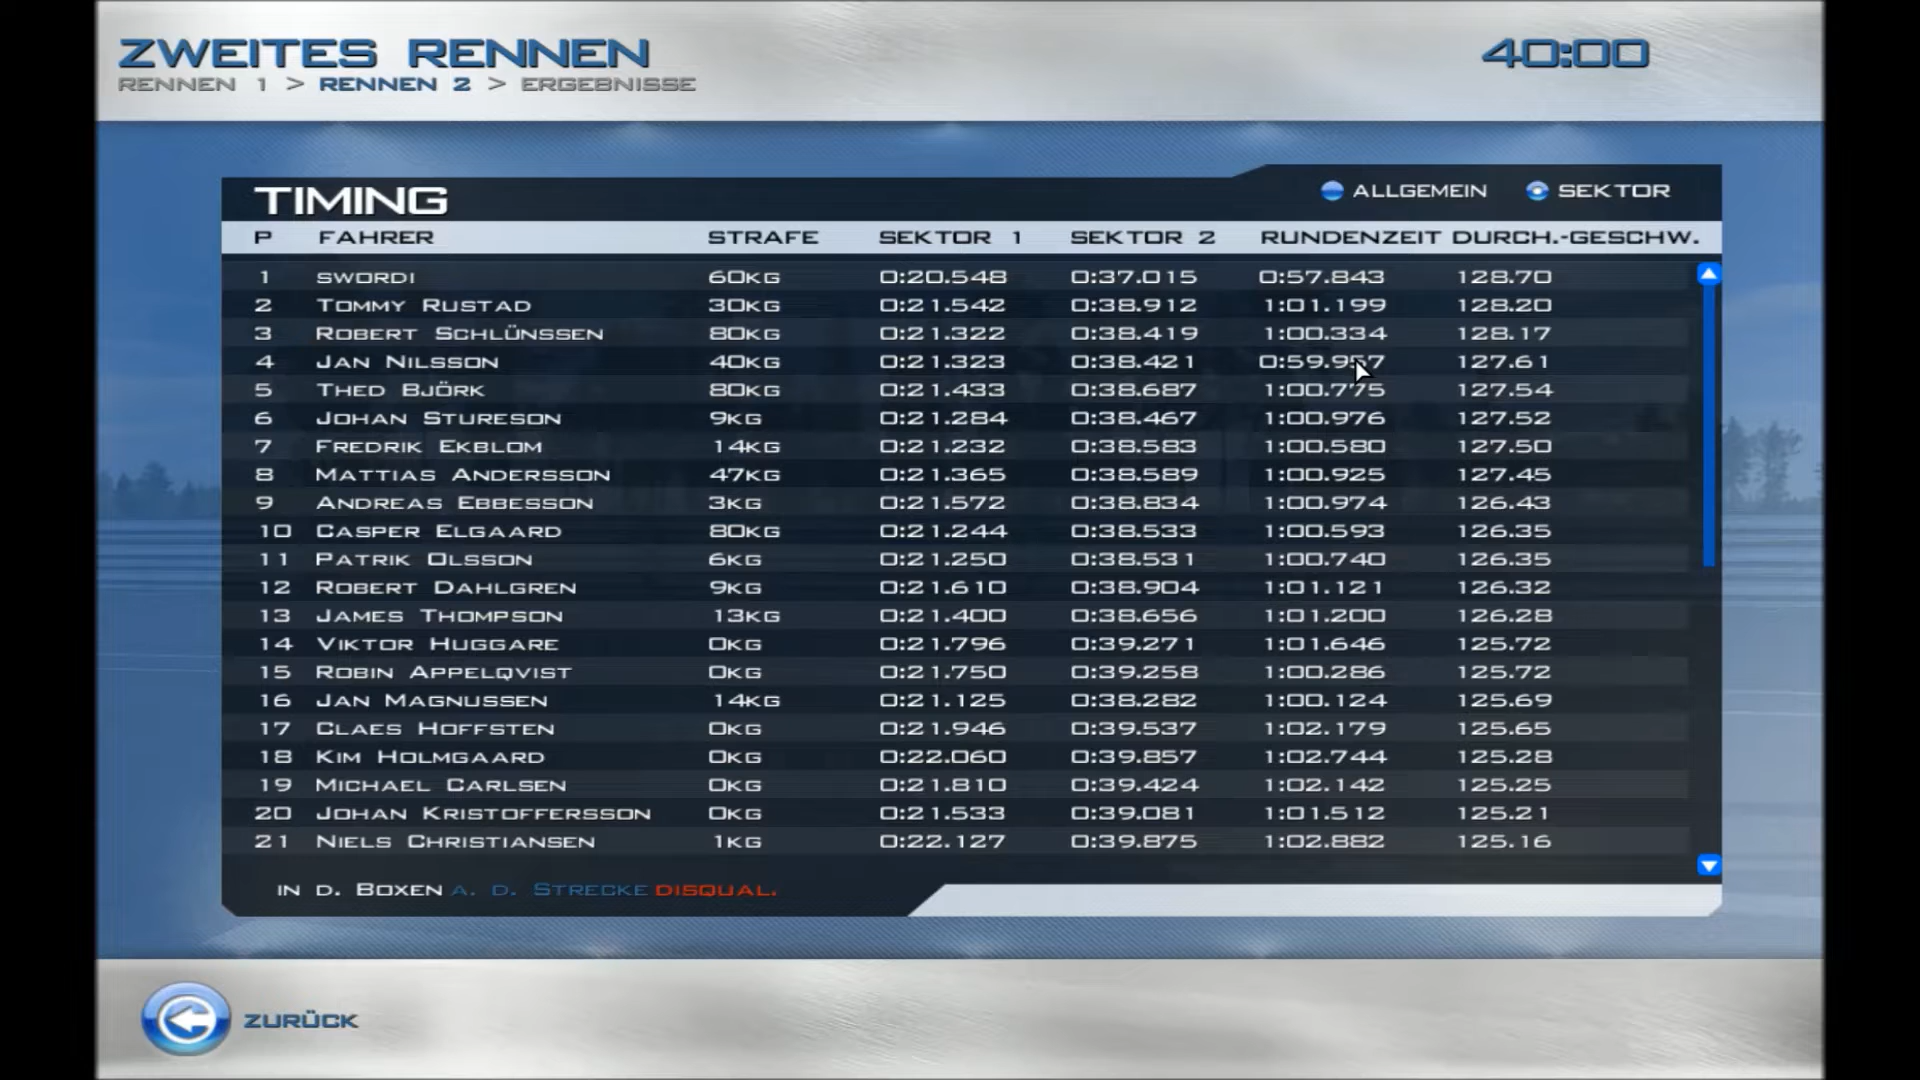 ZWEITES RENNEN
40:00
RENNEN 1 > RENNEN 2 > ERGEBNISSE
TIMING
ALLGEMEIN SEKTOR
P FAHRER STRAFE SEKTOR 1 SEKTOR 2 RUNDENZEIT DURCH.-GESCHW.
1 SWORDI 60KG 0:20.548 0:37.015 0:57.843 128.70
2 TOMMY RUSTAD 30KG 0:21.542 0:38.912 1:01.199 128.20
3 ROBERT SCHLÜNSSEN 80KG 0:21.322 0:38.419 1:00.334 128.17
4 JAN NILSSON 40KG 0:21.323 0:38.421 127.61
5 THED BJÖRK 80KG 0:21.433 0:38.687 1:00.775 127.54
6 JOHAN STURESON 9KG 0:21.284 0:38.467 1:00.976 127.52
7 FREDRIK EKBLOM 14KG 0:21.232 0:38.583 1:00.580 127.50
8 MATTIAS ANDERSSON 47KG 0:21.365 0:38.589 1:00.925 127.45
9 ANDREAS EBBESSON 3KG 0:21.572 0:38.834 1:00.974 126.43
10 CASPER ELGAARD 80KG 0:21.244 0:38.533 1:00.593 126.35
11 PATRIK OLSSON 6KG 0:21.250 0:38.531 1:00.740 126.35
12 ROBERT DAHLGREN 9KG 0:21.610 0:38.904 1:01.121 126.32
13 JAMES THOMPSON 13KG 0:21.400 0:38.656 1:01.200 126.28
14 VIKTOR HUGGARE 0KG 0:21.796 0:39.271 1:01.646 125.72
15 ROBIN APPELQVIST 0KG 0:21.750 0:39.258 1:00.286 125.72
16 JAN MAGNUSSEN 14KG 0:21.125 0:38.282 1:00.124 125.69
17 CLAES HOFFSTEN 0KG 0:21.946 0:39.537 1:02.179 125.65
18 KIM HOLMGAARD 0KG 0:22.060 0:39.857 1:02.744 125.28
19 MICHAEL CARLSEN 0KG 0:21.810 0:39.424 1:02.142 125.25
20 JOHAN KRISTOFFERSSON 0KG 0:21.533 0:39.081 1:01.512 125.21
21 NIELS CHRISTIANSEN 1KG 0:22.127 0:39.875 1:02.882 125.16
IN D. BOXEN A. D. STRECKE DISQUAL.
ZURÜCK